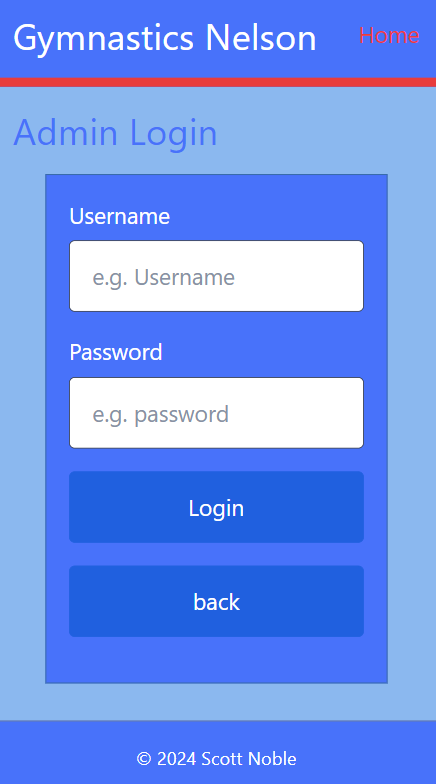 Gymnastics Nelson
Home
Admin Login
Username
e.g. Username
Password
e.g. password
Login
back
© 2024 Scott Noble